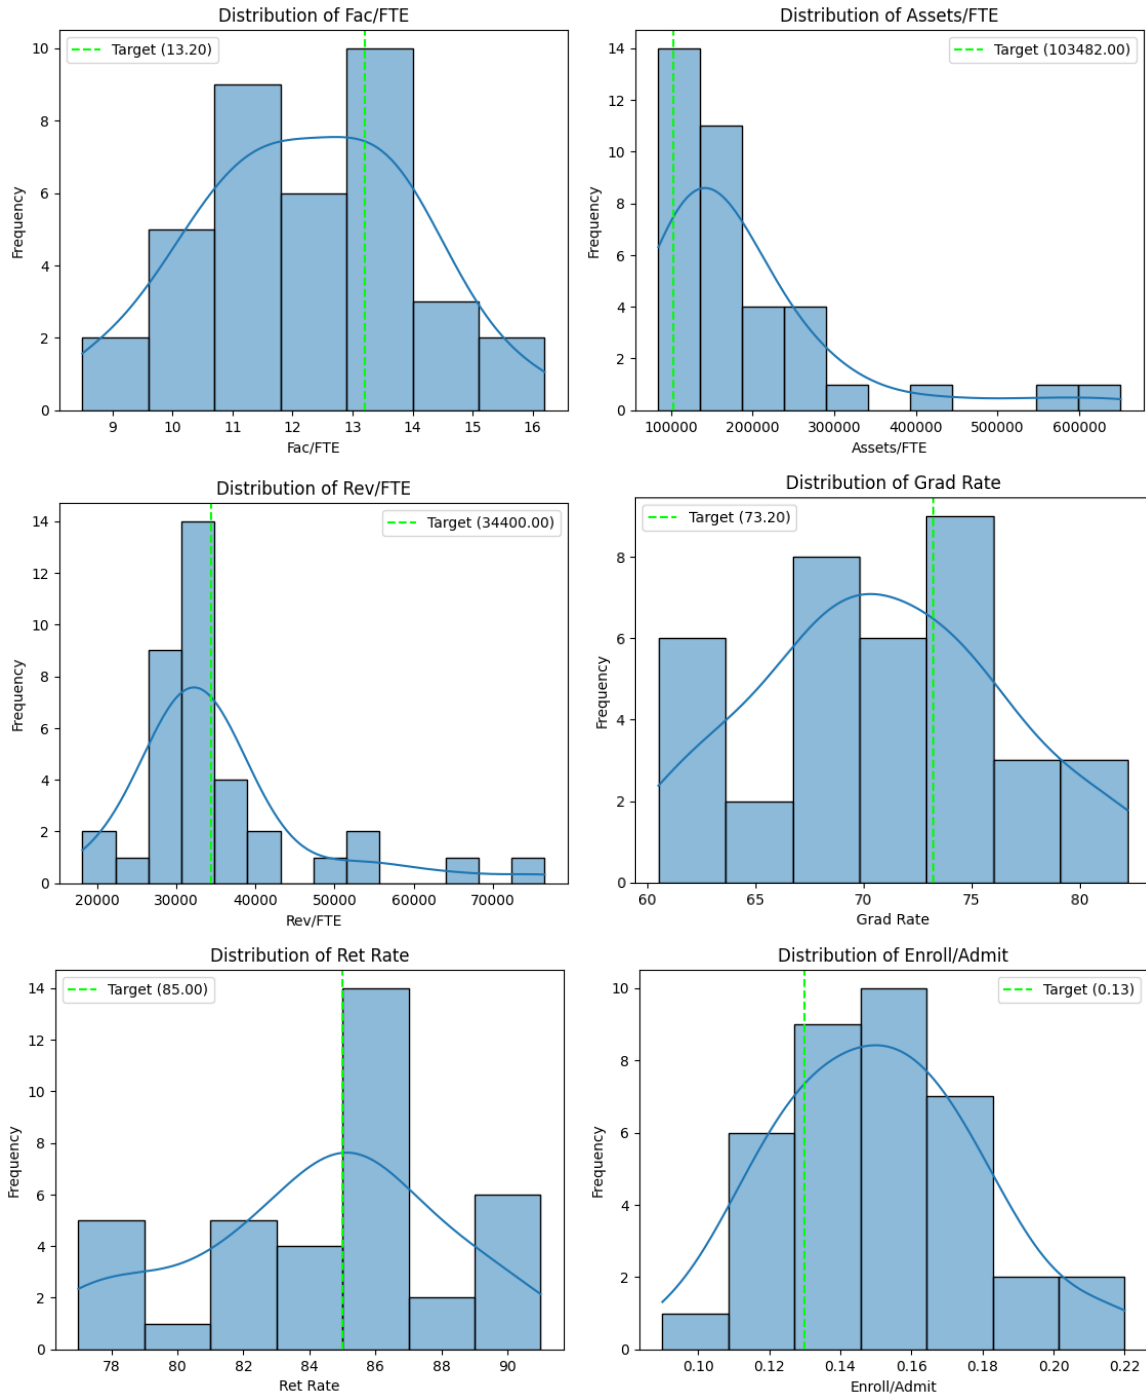 Distribution of Fac/FTE
Target (13.20)
Frequency
0
2
4
6
8
10
9 10 11 12 13 14 15 16
Fac/FTE
Distribution of Assets/FTE
Target (103482.00)
Frequency
0
2
4
6
8
10
12
14
100000 200000 300000 400000 500000 600000
Assets/FTE
Distribution of Rev/FTE
Target (34400.00)
Frequency
0
2
4
6
8
10
12
14
20000 30000 40000 50000 60000 70000
Rev/FTE
Distribution of Grad Rate
Target (73.20)
Frequency
0
2
4
6
8
60 65 70 75 80
Grad Rate
Distribution of Ret Rate
Target (85.00)
Frequency
0
2
4
6
8
10
12
14
78 80 82 84 86 88 90
Ret Rate
Distribution of Enroll/Admit
Target (0.13)
Frequency
0
2
4
6
8
10
0.10 0.12 0.14 0.16 0.18 0.20 0.22
Enroll/Admit